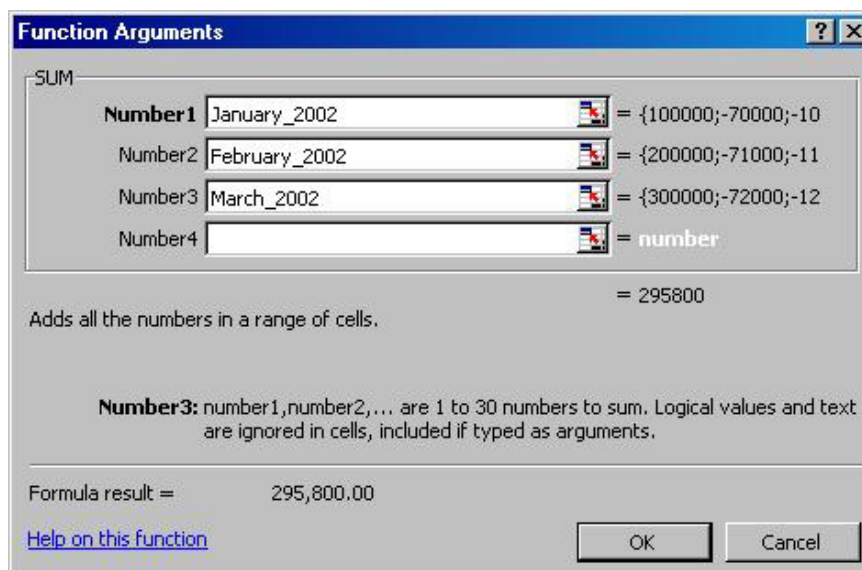 Function Arguments
SUM
Number1 January_2002 = {100000;-70000;-10
Number2 February_2002 = {200000;-71000;-11
Number3 March_2002 = {300000;-72000;-12
Number4 = number
= 295800
Adds all the numbers in a range of cells.
Number3: number1,number2,... are 1 to 30 numbers to sum. Logical values and text
are ignored in cells, included if typed as arguments.
Formula result = 295,800.00
Help on this function OK Cancel